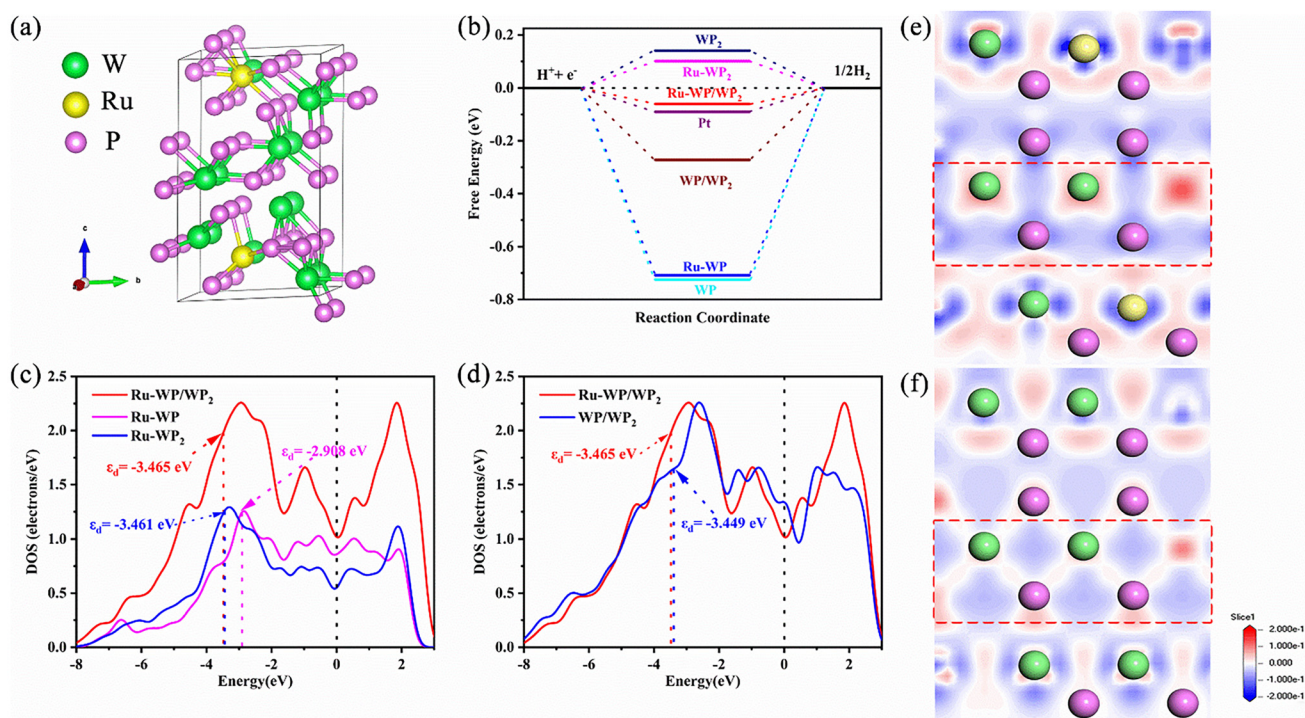 (a)
W
Ru
P
c
b
(b)
0.2
0.0
-0.2
-0.4
-0.6
-0.8
Free Energy (eV)
H⁺+ e⁻
1/2H₂
WP₂
Ru-WP₂
Ru-WP/WP₂
Pt
WP/WP₂
Ru-WP
WP
Reaction Coordinate
(c)
2.5
2.0
1.5
1.0
0.5
0.0
DOS (electrons/eV)
Ru-WP/WP₂
Ru-WP
Ru-WP₂
ε_d= -2.908 eV
ε_d= -3.465 eV
ε_d= -3.461 eV
-8 -6 -4 -2 0 2
Energy(eV)
(d)
2.5
2.0
1.5
1.0
0.5
0.0
DOS (electrons/eV)
Ru-WP/WP₂
WP/WP₂
ε_d= -3.465 eV
ε_d= -3.449 eV
-8 -6 -4 -2 0 2
Energy(eV)
(e)
(f)
Slice1
2.000e-1
1.000e-1
0.000
-1.000e-1
-2.000e-1